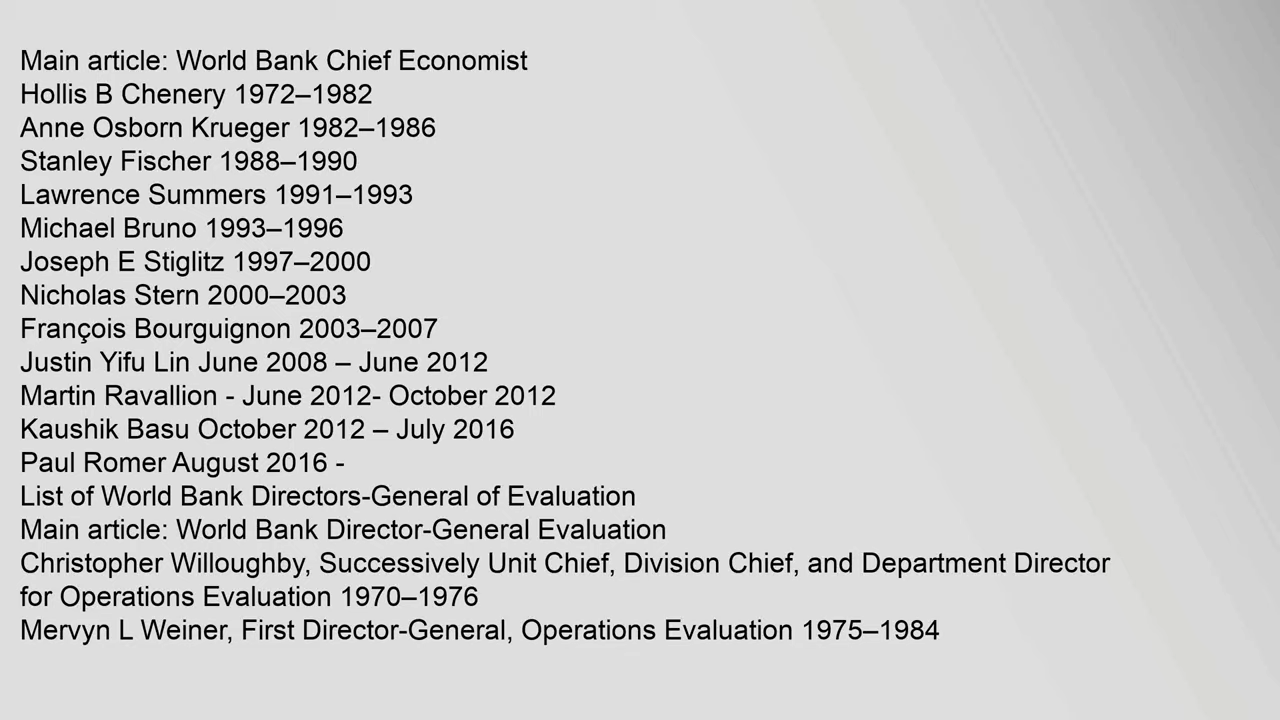 Main article: World Bank Chief Economist
Hollis B Chenery 1972–1982
Anne Osborn Krueger 1982–1986
Stanley Fischer 1988–1990
Lawrence Summers 1991–1993
Michael Bruno 1993–1996
Joseph E Stiglitz 1997–2000
Nicholas Stern 2000–2003
François Bourguignon 2003–2007
Justin Yifu Lin June 2008 – June 2012
Martin Ravallion - June 2012- October 2012
Kaushik Basu October 2012 – July 2016
Paul Romer August 2016 -
List of World Bank Directors-General of Evaluation
Main article: World Bank Director-General Evaluation
Christopher Willoughby, Successively Unit Chief, Division Chief, and Department Director
for Operations Evaluation 1970–1976
Mervyn L Weiner, First Director-General, Operations Evaluation 1975–1984